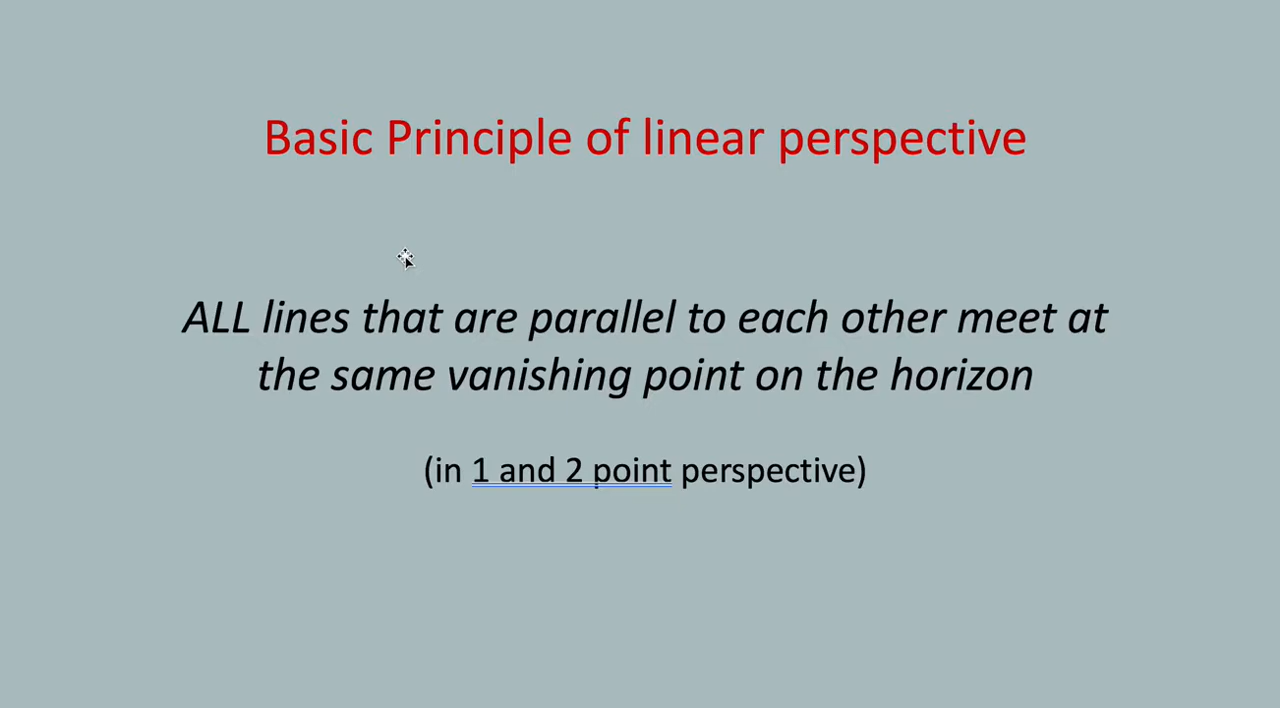 Basic Principle of linear perspective
ALL lines that are parallel to each other meet at
the same vanishing point on the horizon
(in 1 and 2 point perspective)